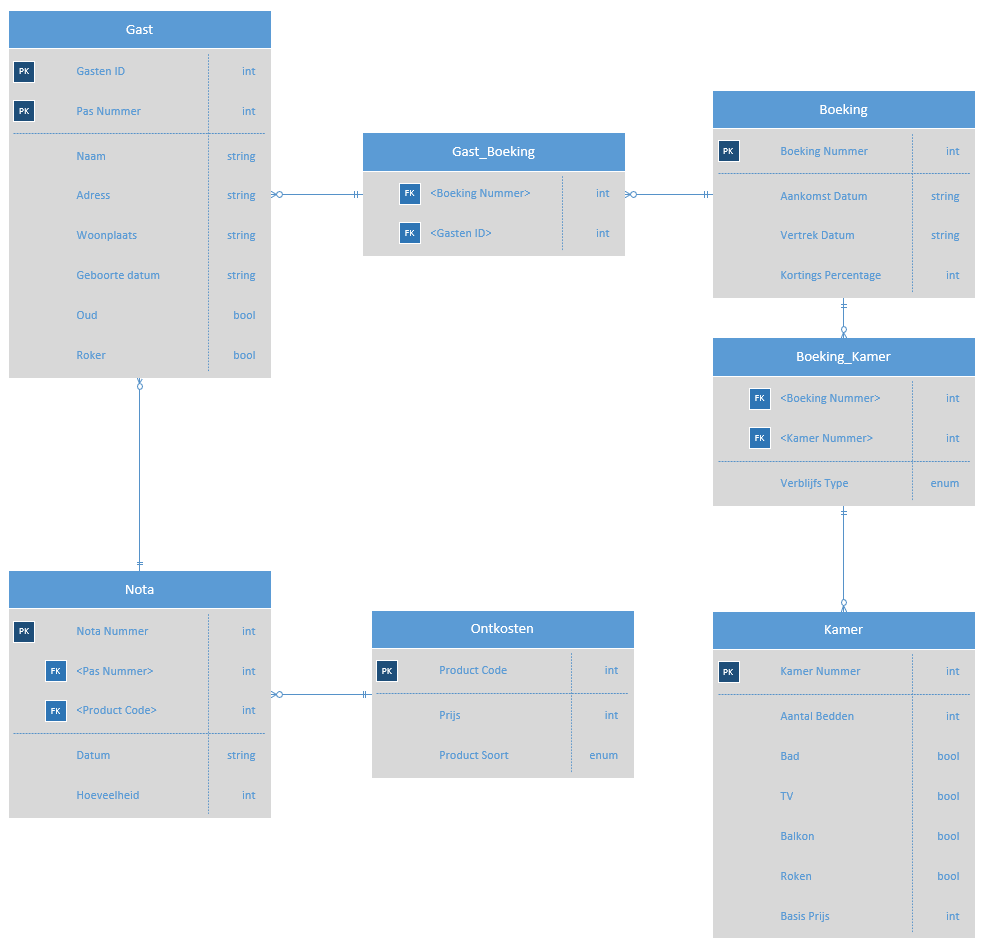 Gast
PK Gasten ID int
PK Pas Nummer int
Naam string
Adress string
Woonplaats string
Geboorte datum string
Oud bool
Roker bool
Gast_Boeking
FK <Boeking Nummer> int
FK <Gasten ID> int
Boeking
PK Boeking Nummer int
Aankomst Datum string
Vertrek Datum string
Kortings Percentage int
Boeking_Kamer
FK <Boeking Nummer> int
FK <Kamer Nummer> int
Verblijfs Type enum
Nota
PK Nota Nummer int
FK <Pas Nummer> int
FK <Product Code> int
Datum string
Hoeveelheid int
Ontkosten
PK Product Code int
Prijs int
Product Soort enum
Kamer
PK Kamer Nummer int
Aantal Bedden int
Bad bool
TV bool
Balkon bool
Roken bool
Basis Prijs int